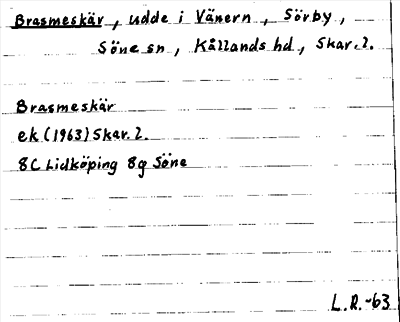 Brasmeskär, udde i Vänern, Sörby,
Söne sn, Kållands hd, Skar.l.
Brasmeskär
ek (1963) Skar.l.
8C Lidköping 8g Söne
L.R.-63